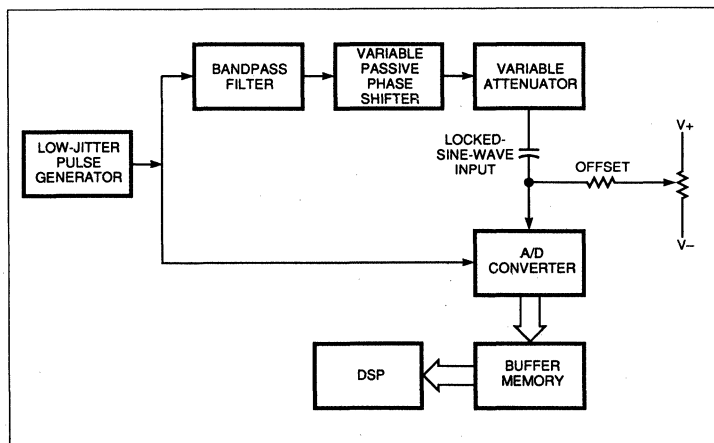 BANDPASS
FILTER
VARIABLE
PASSIVE
PHASE
SHIFTER
VARIABLE
ATTENUATOR
LOW-JITTER
PULSE
GENERATOR
LOCKED-
SINE-WAVE
INPUT
OFFSET
V+
V–
A/D
CONVERTER
BUFFER
MEMORY
DSP